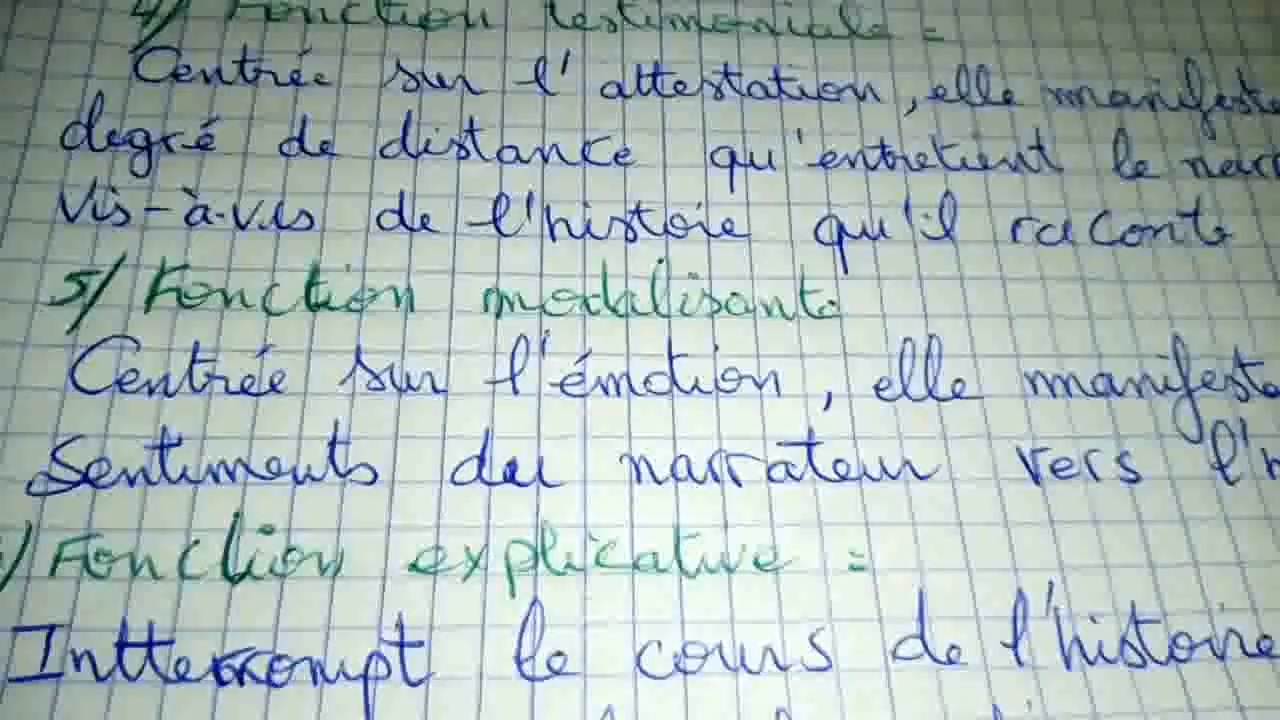 4/ Fonction testimoniale =
Centrée sur l'attestation, elle manifeste
degré de distance qu'entretient le narr
Vis-à-vis de l'histoie qu'il raconte
5/ Fonction modalisante
Centrée sur l'émotion, elle manifeste
Sentiments du narrateur vers l'h
/ Fonction explicative =
Intterrompt le cours de l'histoire